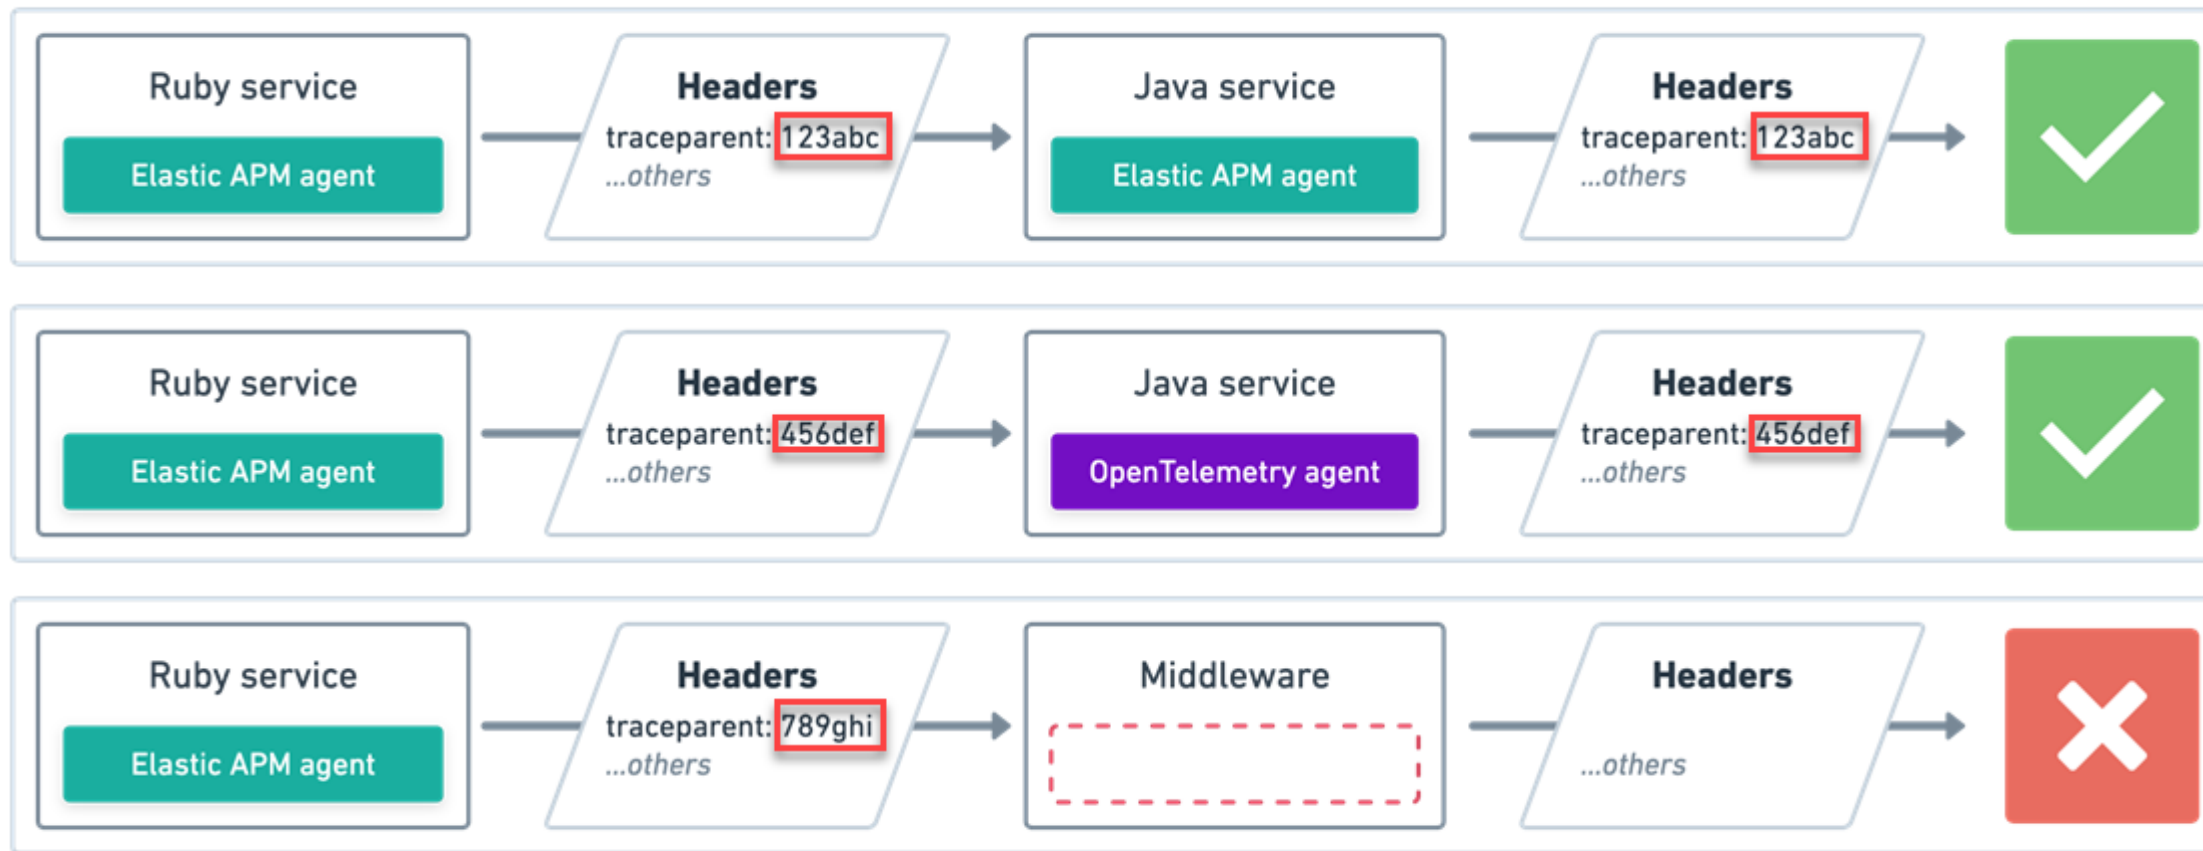 Ruby service
Elastic APM agent
Headers
traceparent: 123abc
...others
Java service
Elastic APM agent
Headers
traceparent: 123abc
...others
Ruby service
Elastic APM agent
Headers
traceparent: 456def
...others
Java service
OpenTelemetry agent
Headers
traceparent: 456def
...others
Ruby service
Elastic APM agent
Headers
traceparent: 789ghi
...others
Middleware
Headers
...others